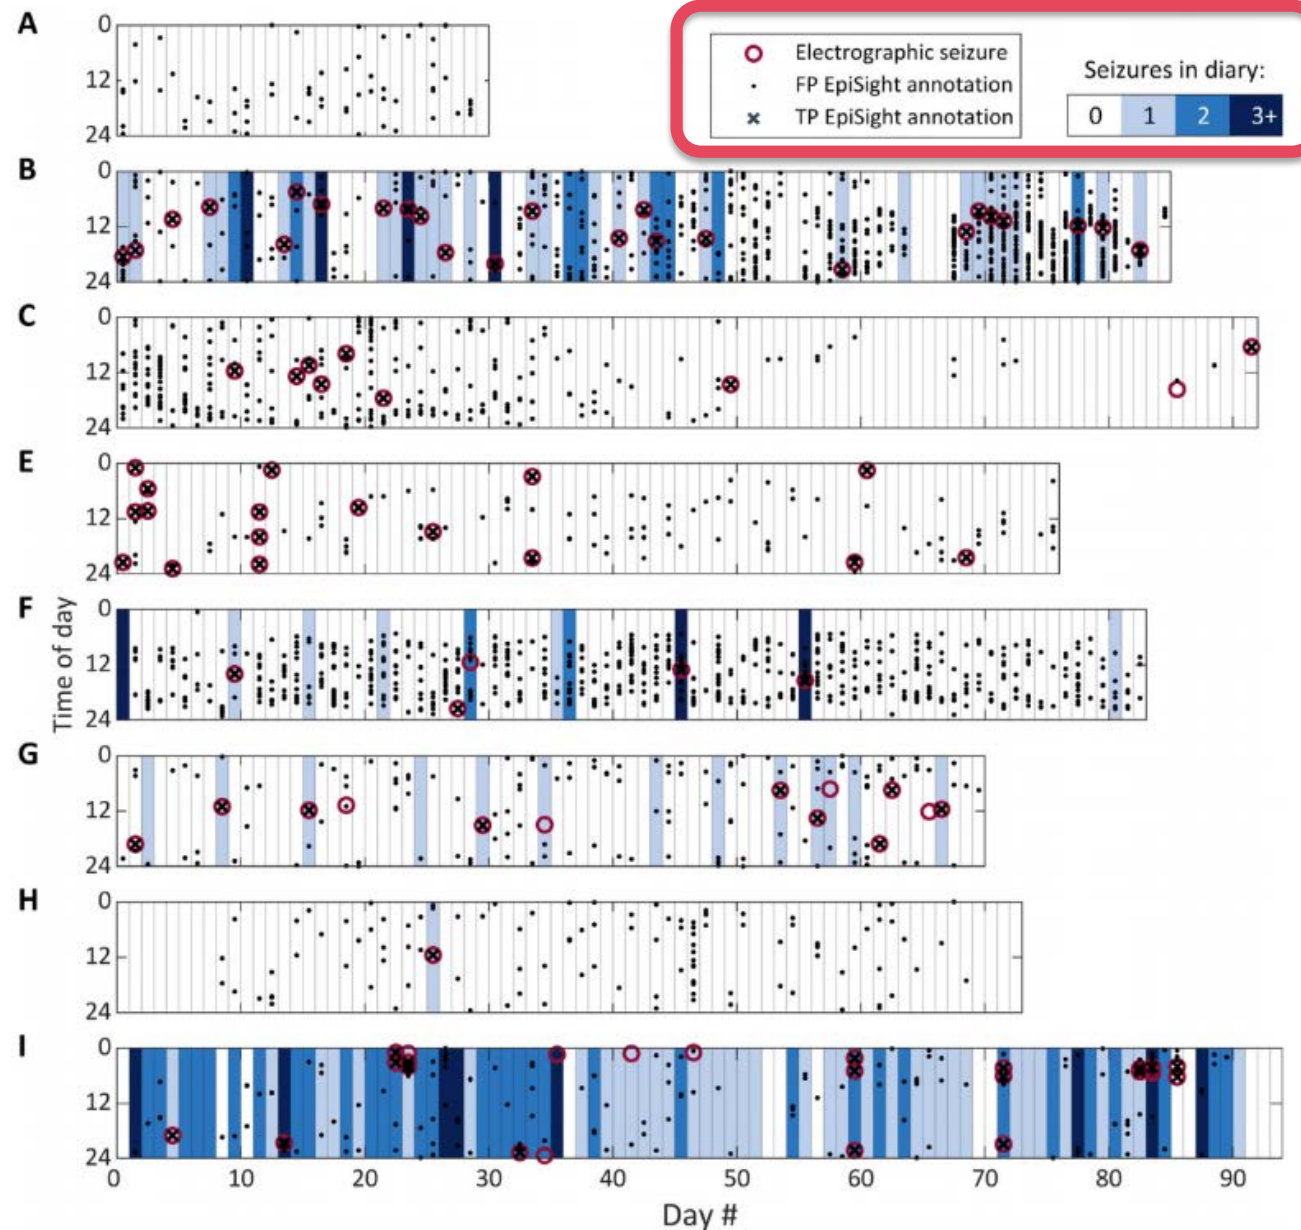 A
0
12
24
Electrographic seizure
FP EpiSight annotation
TP EpiSight annotation
Seizures in diary:
0 1 2 3+
B
0
12
24
C
0
12
24
E
0
12
24
F
0
12
24
Time of day
G
0
12
24
H
0
12
24
I
0
12
24
0 10 20 30 40 50 60 70 80 90
Day #